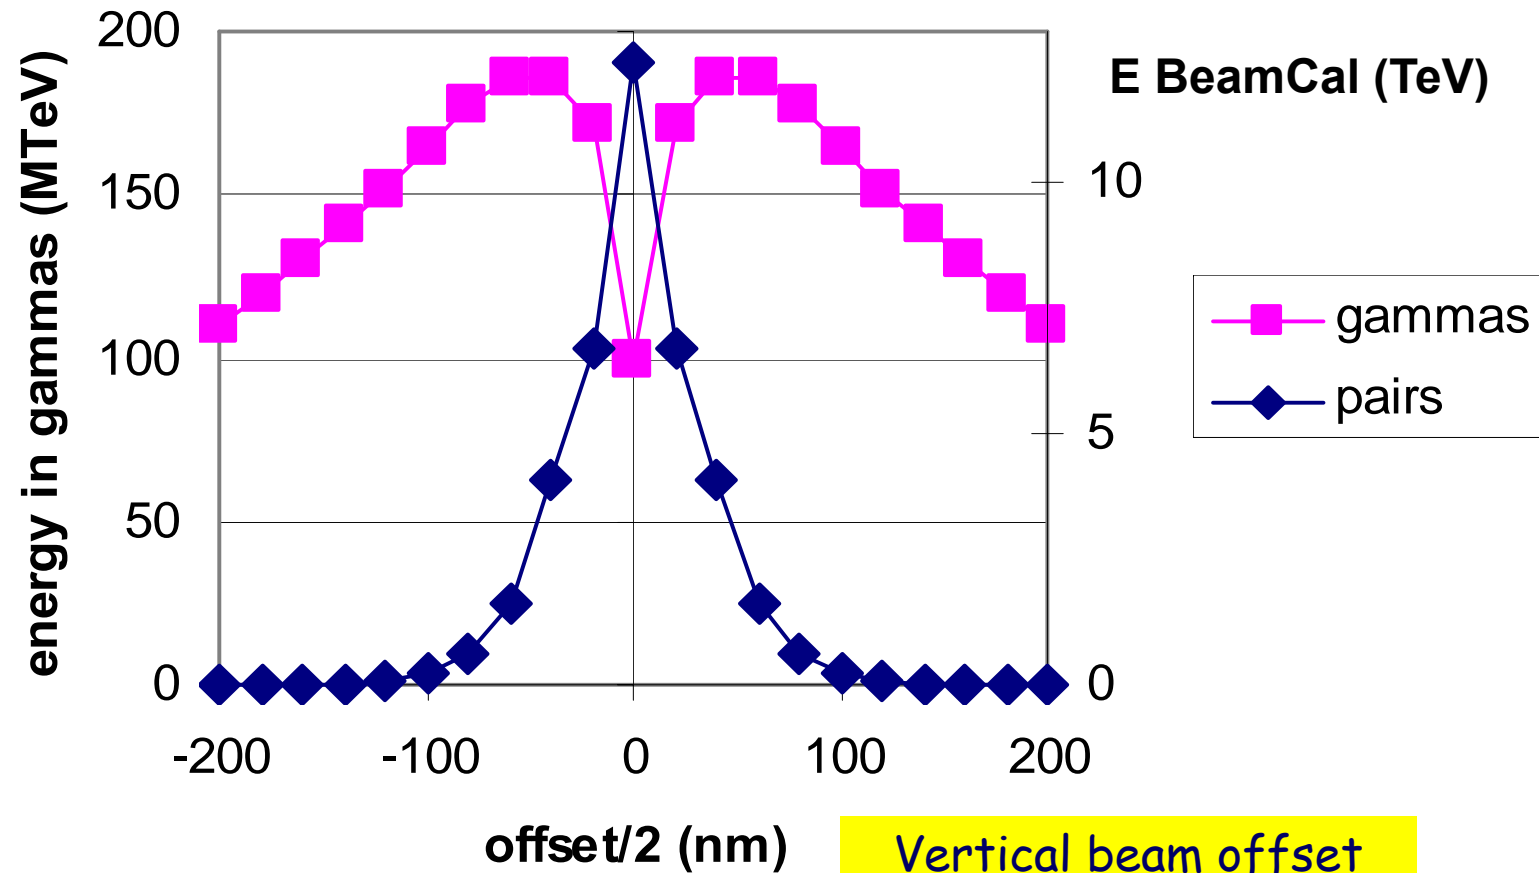 energy in gammas (MTeV)
200
150
100
50
0
E BeamCal (TeV)
10
5
0
gammas
pairs
-200 -100 0 100 200
offset/2 (nm)
Vertical beam offset